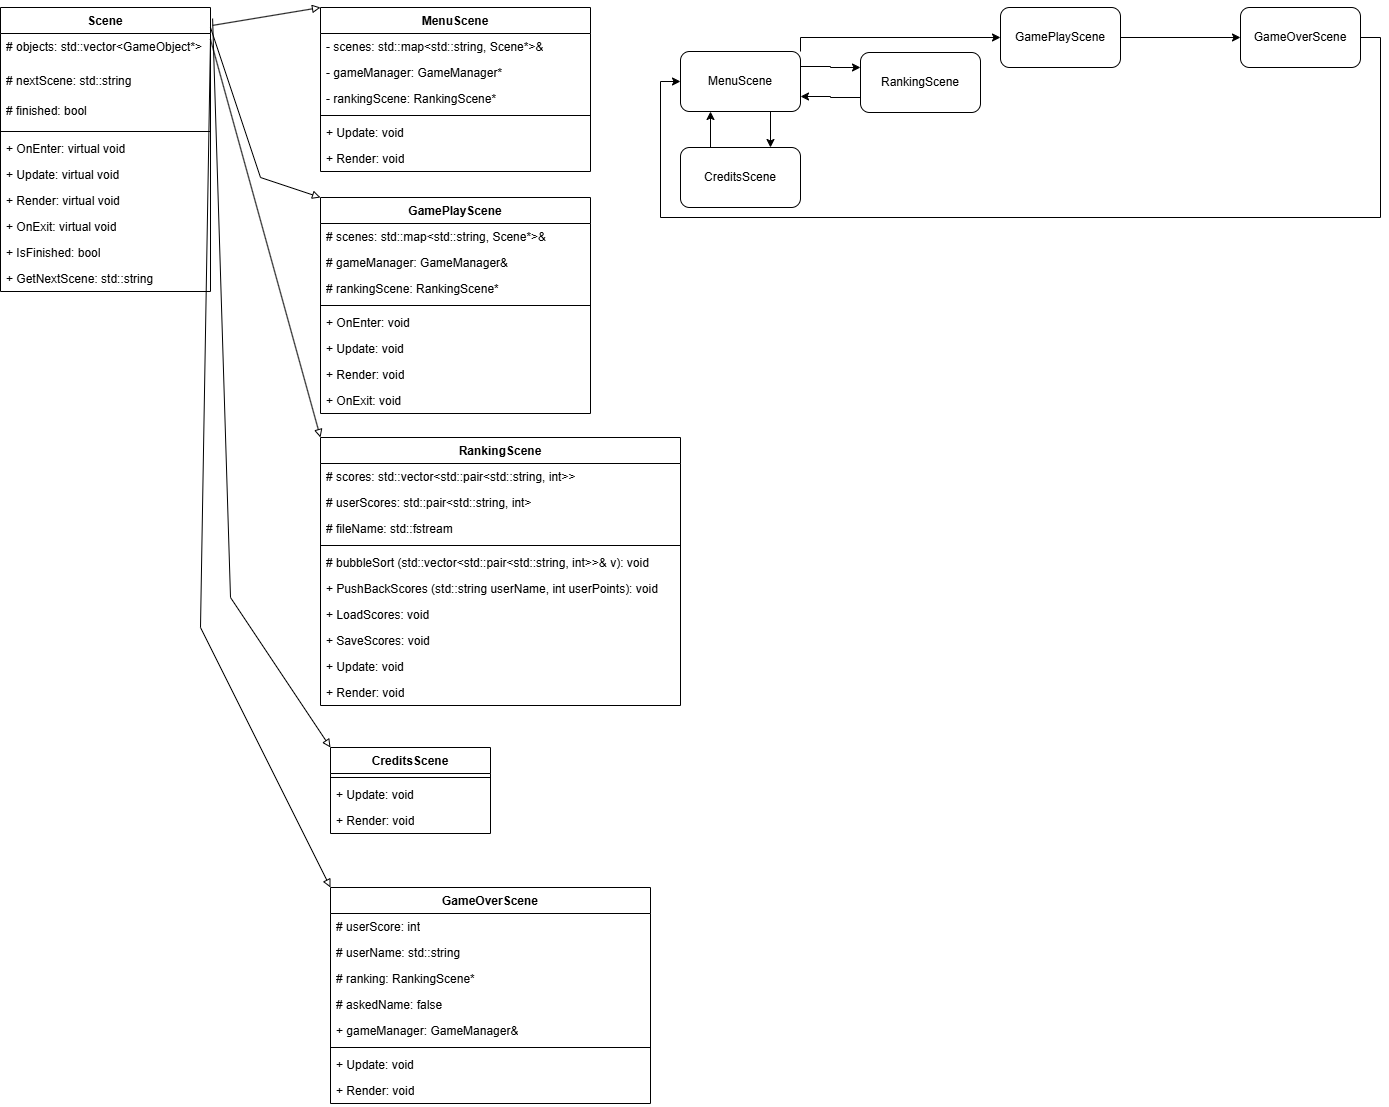 Scene
# objects: std::vector<GameObject*>
# nextScene: std::string
# finished: bool
+ OnEnter: virtual void
+ Update: virtual void
+ Render: virtual void
+ OnExit: virtual void
+ IsFinished: bool
+ GetNextScene: std::string
MenuScene
- scenes: std::map<std::string, Scene*>&
- gameManager: GameManager*
- rankingScene: RankingScene*
+ Update: void
+ Render: void
GamePlayScene
# scenes: std::map<std::string, Scene*>&
# gameManager: GameManager&
# rankingScene: RankingScene*
+ OnEnter: void
+ Update: void
+ Render: void
+ OnExit: void
RankingScene
# scores: std::vector<std::pair<std::string, int>>
# userScores: std::pair<std::string, int>
# fileName: std::fstream
# bubbleSort (std::vector<std::pair<std::string, int>>& v): void
+ PushBackScores (std::string userName, int userPoints): void
+ LoadScores: void
+ SaveScores: void
+ Update: void
+ Render: void
CreditsScene
+ Update: void
+ Render: void
GameOverScene
# userScore: int
# userName: std::string
# ranking: RankingScene*
# askedName: false
+ gameManager: GameManager&
+ Update: void
+ Render: void
MenuScene
RankingScene
CreditsScene
GamePlayScene
GameOverScene